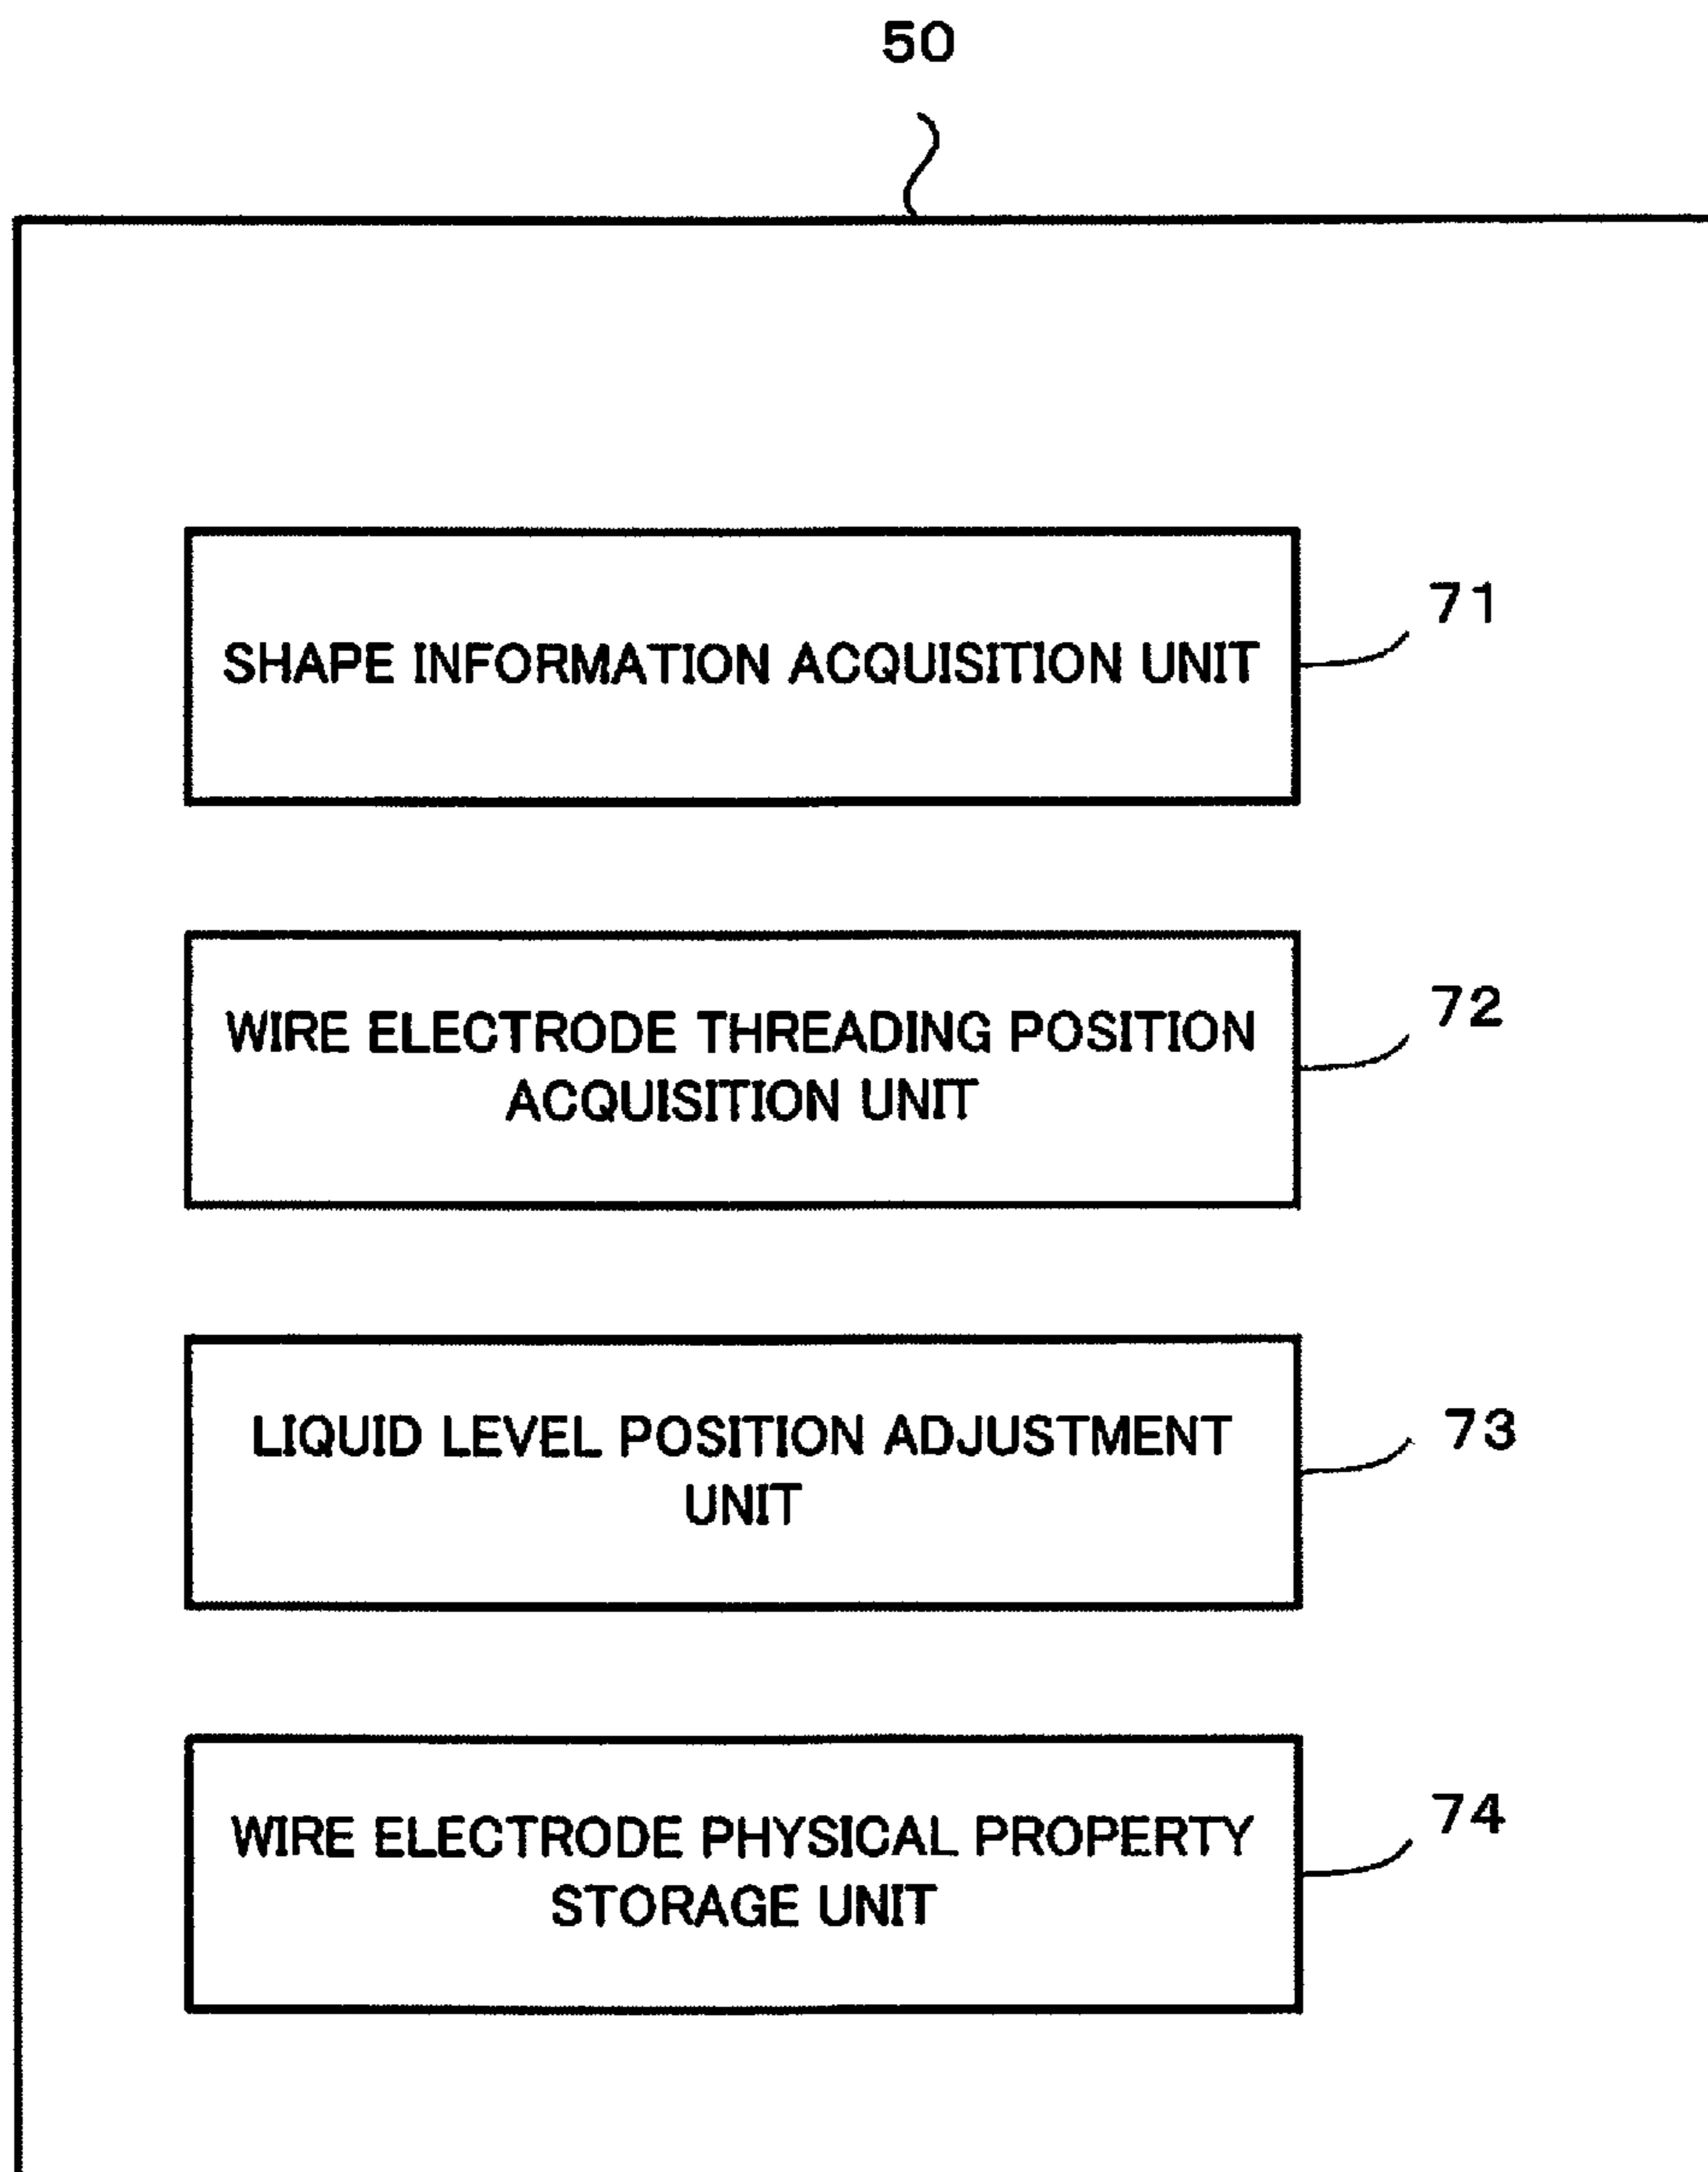 50
SHAPE INFORMATION ACQUISITION UNIT
71
WIRE ELECTRODE THREADING POSITION
ACQUISITION UNIT
72
LIQUID LEVEL POSITION ADJUSTMENT
UNIT
73
WIRE ELECTRODE PHYSICAL PROPERTY
STORAGE UNIT
74